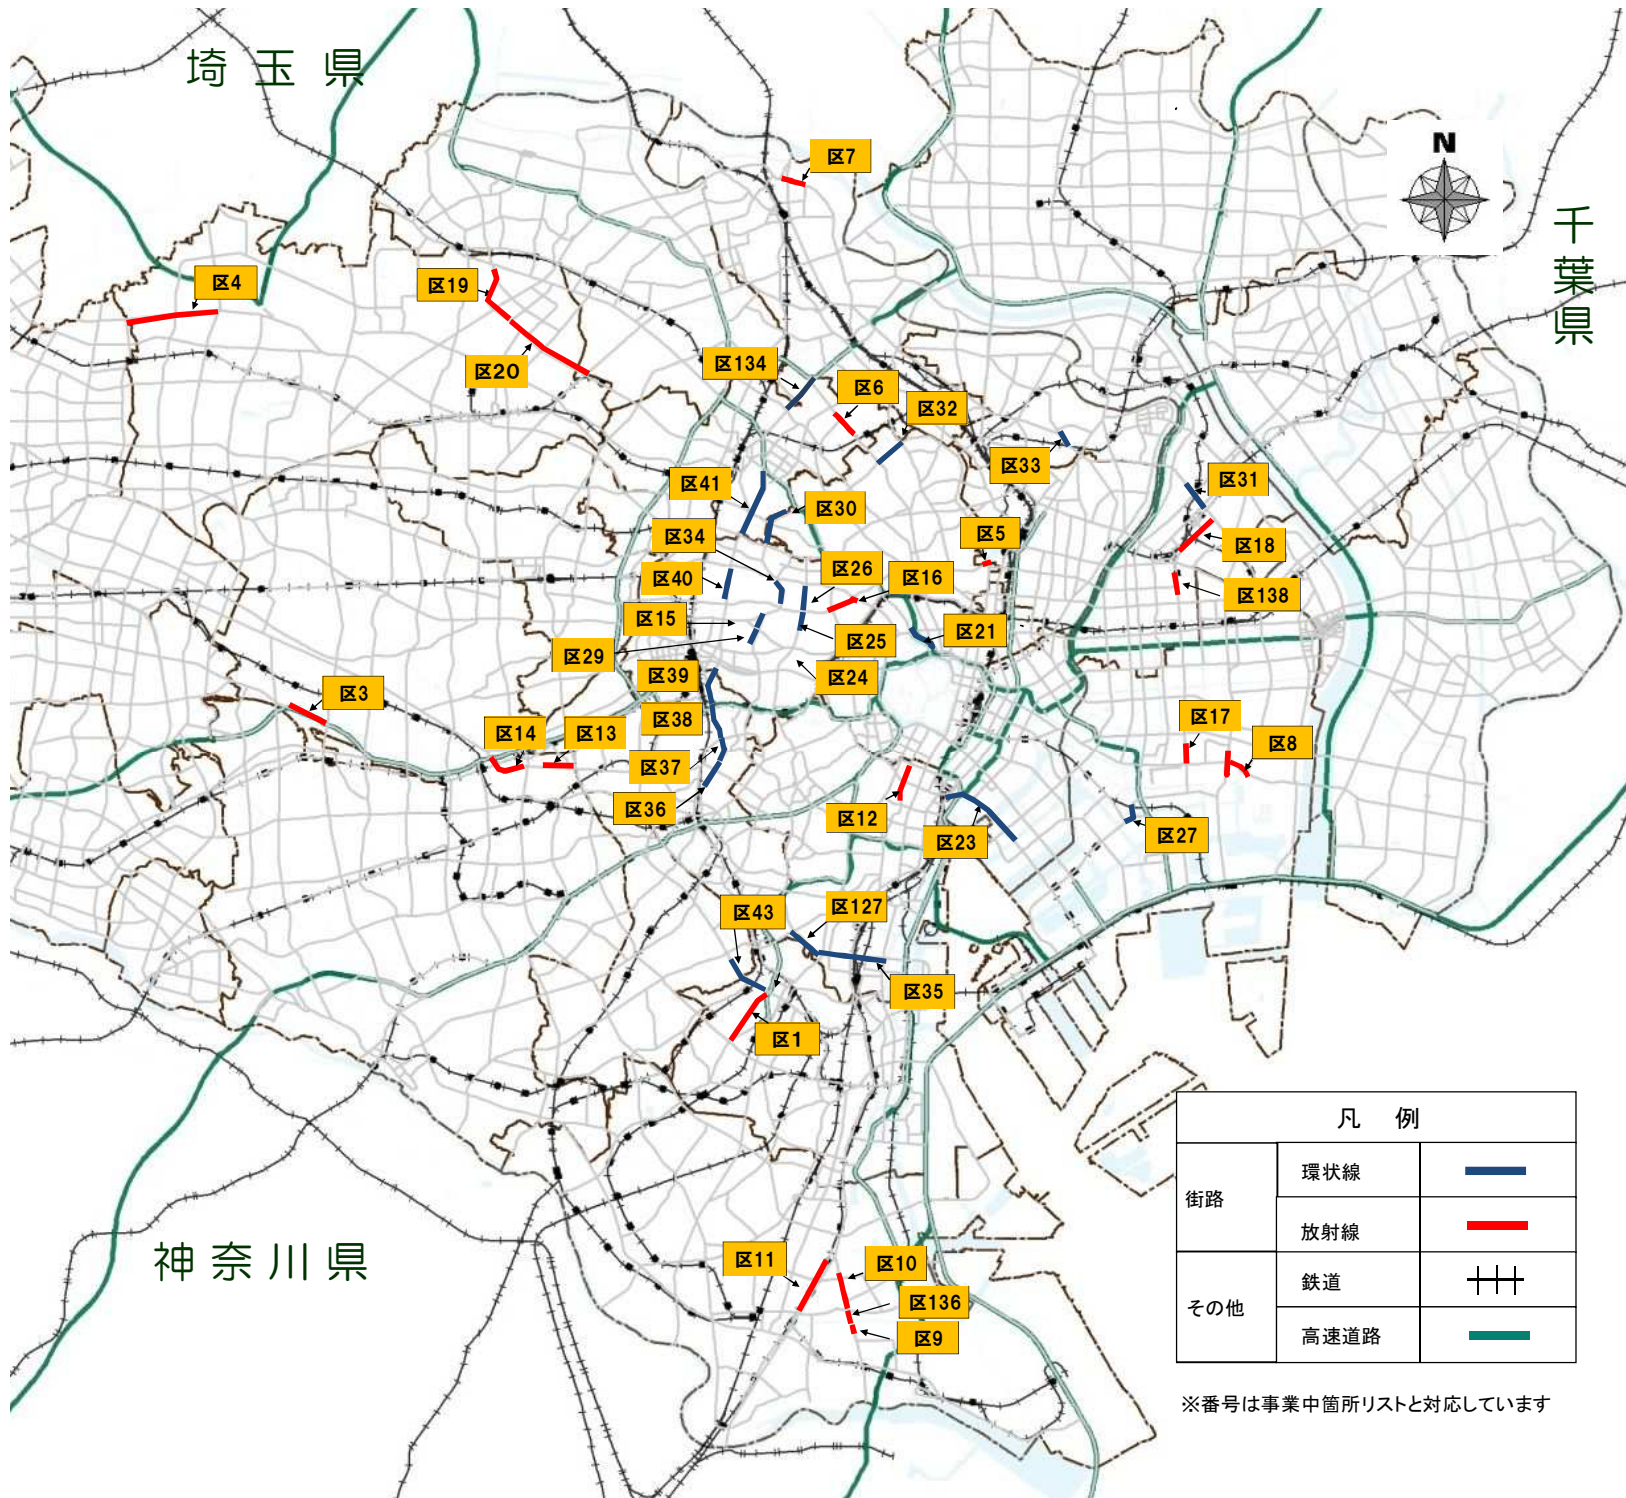 埼玉県
N
千葉県
区7
区4
区19
区20
区134
区6
区32
区33
区41
区30
区31
区34
区5
区18
区40
区26
区16
区138
区15
区25
区21
区29
区24
区39
区3
区38
区14
区13
区17
区8
区37
区36
区12
区23
区27
区43
区127
区35
区1
神奈川県
区11
区10
区136
区9
凡 例
街路
環状線
放射線
その他
鉄道
高速道路
※番号は事業中箇所リストと対応しています